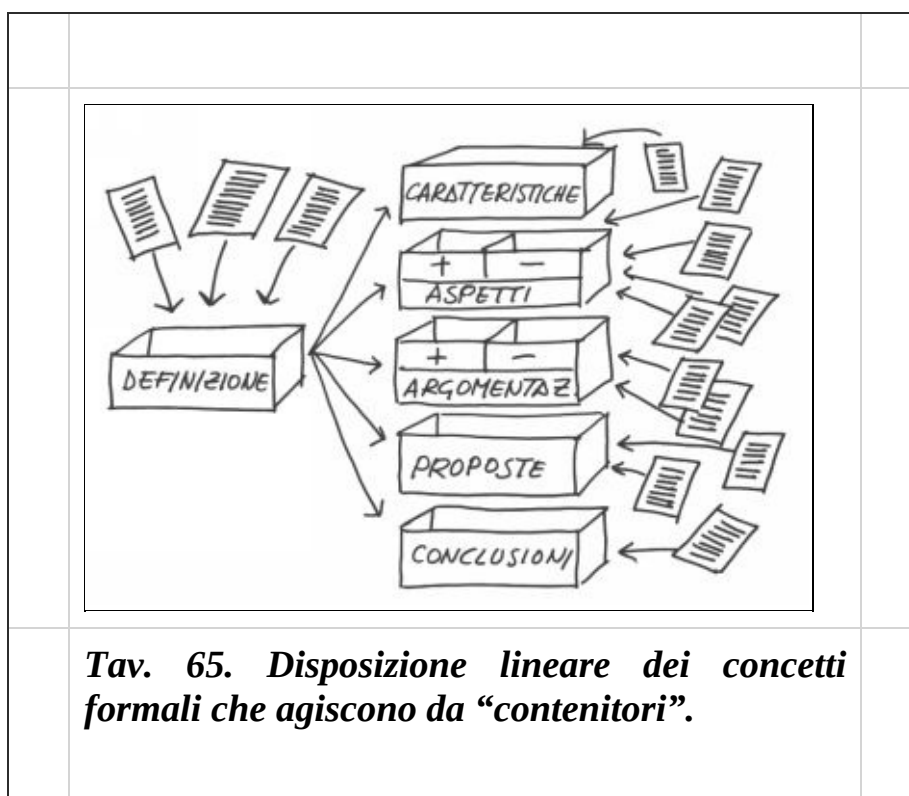 CARATTERISTICHE
+ -
ASPETTI
DEFINIZIONE
+ -
ARGOMENTAZ
PROPOSTE
CONCLUSIONI
Tav. 65. Disposizione lineare dei concetti
formali che agiscono da “contenitori”.